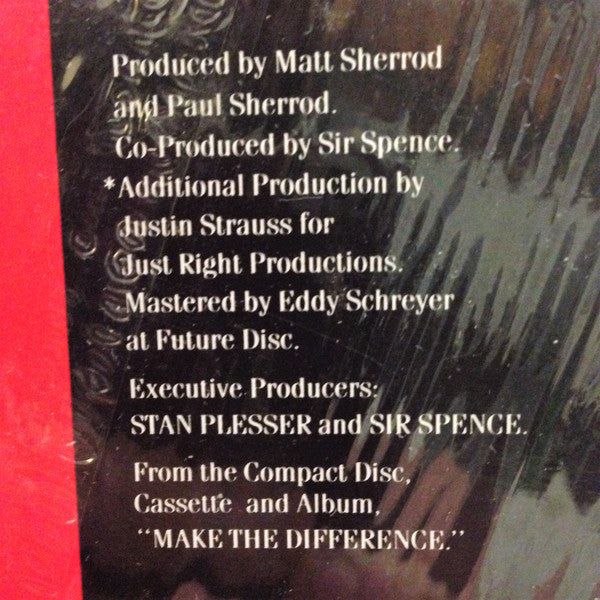 Produced by Matt Sherrod
and Paul Sherrod.
Co-Produced by Sir Spence.
*Additional Production by
Justin Strauss for
Just Right Productions.
Mastered by Eddy Schreyer
at Future Disc.
Executive Producers:
STAN PLESSER and SIR SPENCE.
From the Compact Disc,
Cassette and Album,
“MAKE THE DIFFERENCE.”